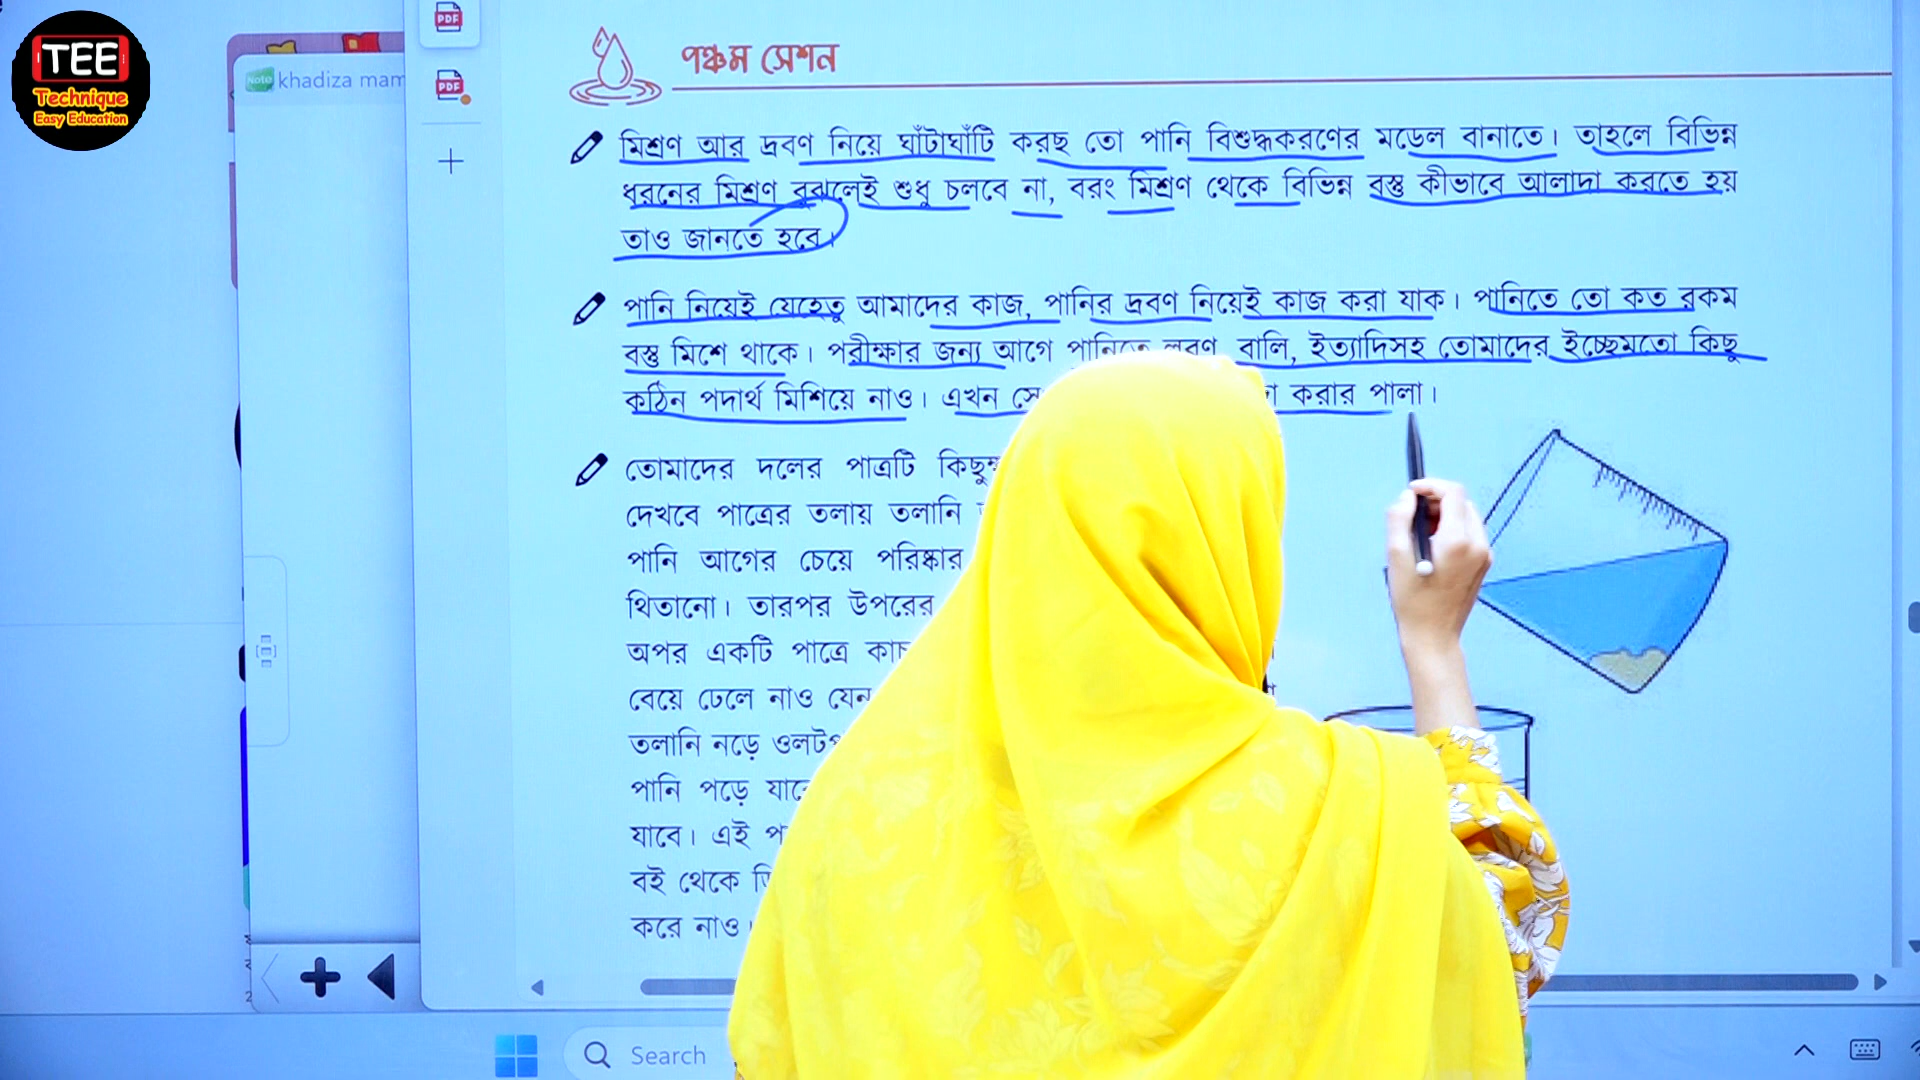 TEE
Technique
Easy Education
Note khadiza mam
PDF
PDF
পঞ্চম সেশন
মিশ্রণ আর দ্রবণ নিয়ে ঘাঁটাঘাঁটি করছ তো পানি বিশুদ্ধকরণের মডেল বানাতে। তাহলে বিভিন্ন
ধরনের মিশ্রণ বুঝলেই শুধু চলবে না, বরং মিশ্রণ থেকে বিভিন্ন বস্তু কীভাবে আলাদা করতে হয়
তাও জানতে হবে।
পানি নিয়েই যেহেতু আমাদের কাজ, পানির দ্রবণ নিয়েই কাজ করা যাক। পানিতে তো কত রকম
বস্তু মিশে থাকে। পরীক্ষার জন্য আগে পানিতে লবণ, বালি, ইত্যাদিসহ তোমাদের ইচ্ছেমতো কিছু
কঠিন পদার্থ মিশিয়ে নাও। এখন করার পালা।
তোমাদের দলের পাত্রটি
দেখবে পাত্রের তলায় তলানি
পানি আগের চেয়ে পরিষ্কার
থিতানো। তারপর উপরের
অপর একটি পাত্রে
বেয়ে ঢেলে নাও যেন
তলানি নড়ে
পানি পড়ে
যাবে। এই
বই থেকে
করে নাও।
Search